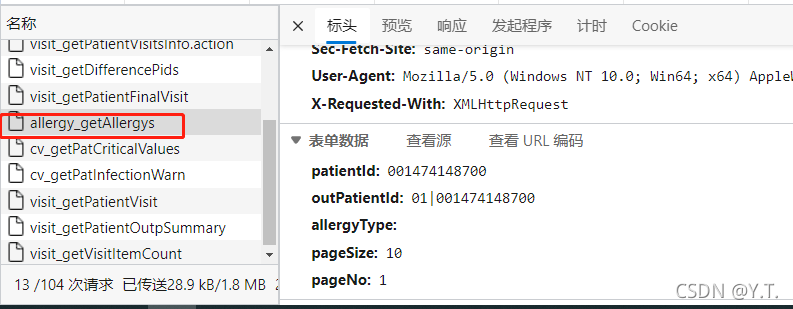 名称
visit_getPatientVisitsInfo.action
visit_getDifferencePids
visit_getPatientFinalVisit
allergy_getAllergys
cv_getPatCriticalValues
cv_getPatInfectionWarn
visit_getPatientVisit
visit_getPatientOutpSummary
visit_getVisitItemCount
13 /104 次请求 已传送28.9 kB/1.8 MB
× 标头 预览 响应 发起程序 计时 Cookie
Sec-Fetch-Site: same-origin
User-Agent: Mozilla/5.0 (Windows NT 10.0; Win64; x64)
X-Requested-With: XMLHttpRequest
▼ 表单数据 查看源 查看 URL 编码
patientId: 001474148700
outPatientId: 01|001474148700
allergyType:
pageSize: 10
pageNo: 1
CSDN @Y.T.